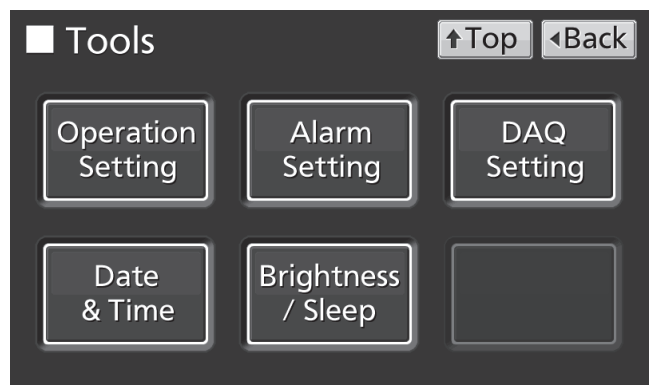 Tools
Top
Back
Operation
Setting
Alarm
Setting
DAQ
Setting
Date
& Time
Brightness
/ Sleep